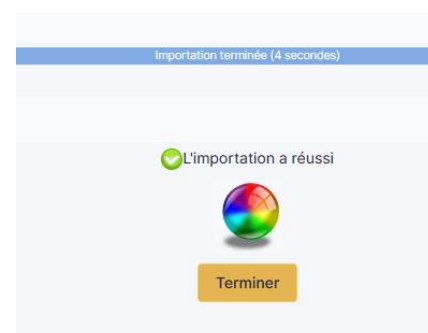 Importation terminée (4 secondes)
L'importation a réussi
Terminer